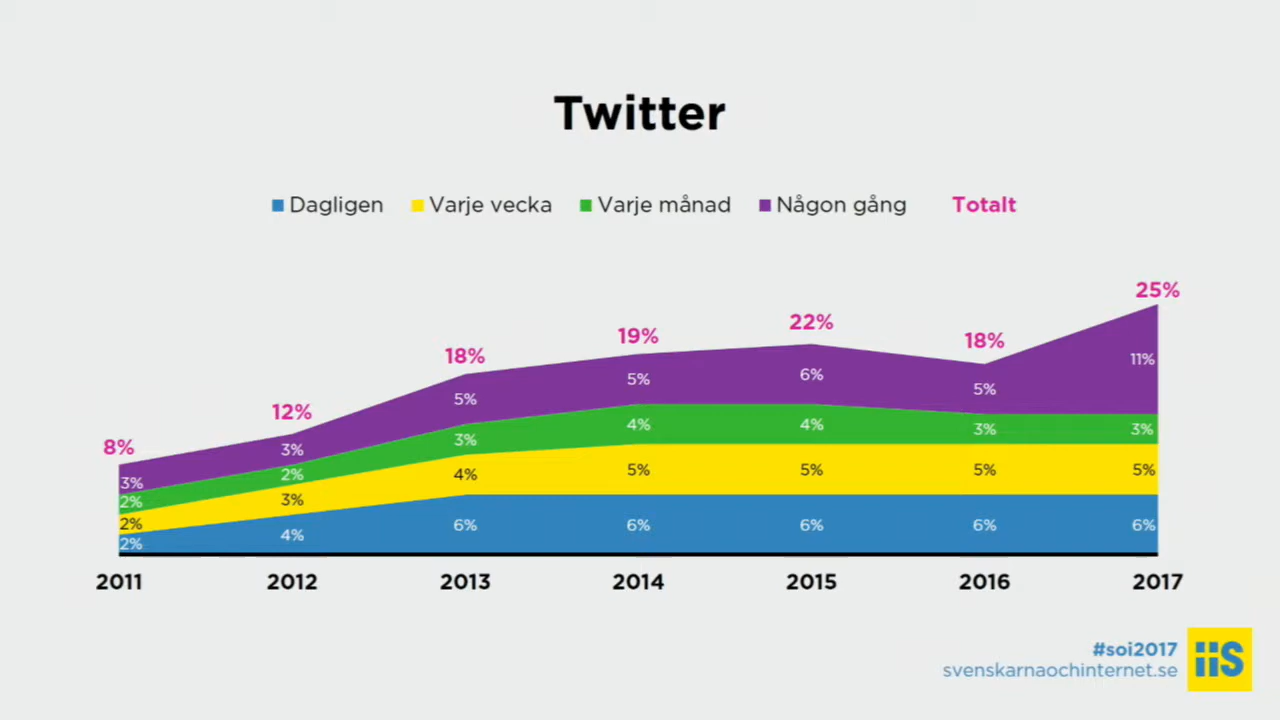 Twitter
Dagligen Varje vecka Varje månad Någon gång Totalt
25%
22%
19%
18%
18%
11%
12%
5% 6% 5%
5%
8%
3%
4% 4% 3% 3%
3%
2%
4% 5% 5% 5% 5%
3%
2%
3%
2%
4% 6% 6% 6% 6% 6%
2%
2011 2012 2013 2014 2015 2016 2017
#soi2017
svenskarnaochinternet.se
iis